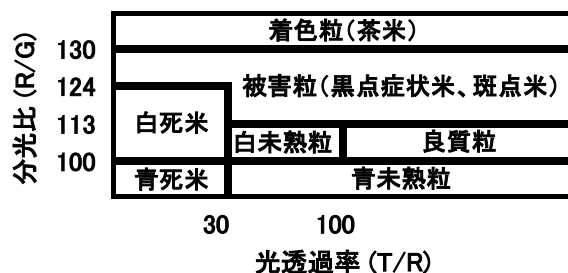 着色粒(茶米)
130
被害粒(黒点症状米、斑点米)
124
白死米
113
白未熟粒 良質粒
100
青死米 青未熟粒
30 100
分光比 (R/G)
光透過率 (T/R)